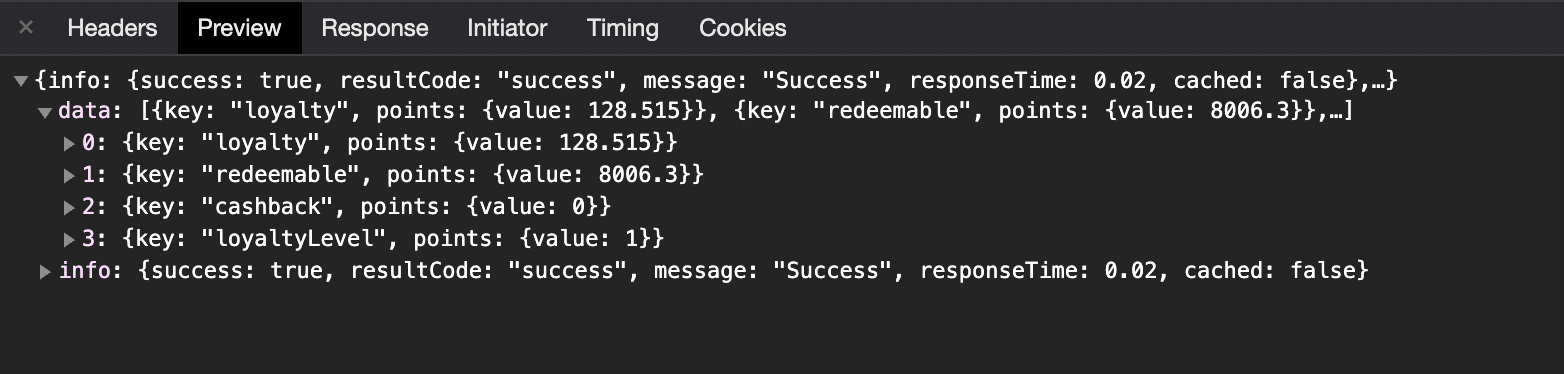 × Headers Preview Response Initiator Timing Cookies
▼{info: {success: true, resultCode: "success", message: "Success", responseTime: 0.02, cached: false},…}
▼data: [{key: "loyalty", points: {value: 128.515}}, {key: "redeemable", points: {value: 8006.3}},…]
▶0: {key: "loyalty", points: {value: 128.515}}
▶1: {key: "redeemable", points: {value: 8006.3}}
▶2: {key: "cashback", points: {value: 0}}
▶3: {key: "loyaltyLevel", points: {value: 1}}
▶info: {success: true, resultCode: "success", message: "Success", responseTime: 0.02, cached: false}